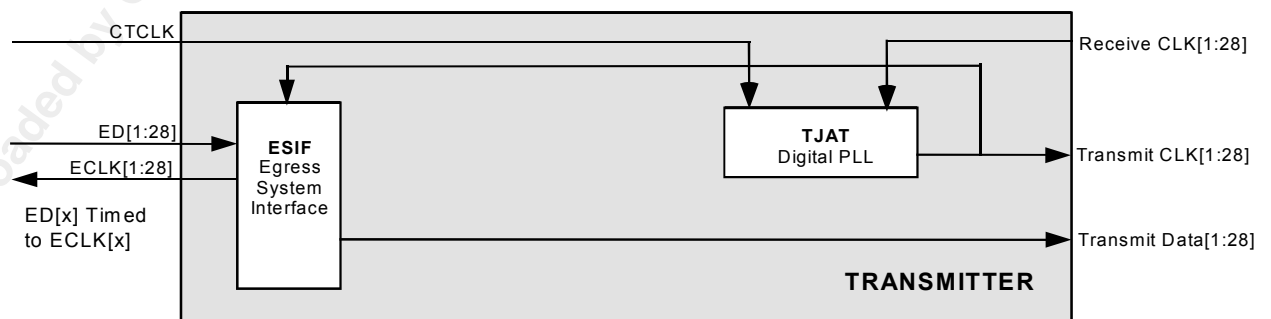 CTCLK
Receive CLK[1:28]
ED[1:28]
ECLK[1:28]
ESIF
Egress
System
Interface
TJAT
Digital PLL
Transmit CLK[1:28]
ED[x] Timed
to ECLK[x]
Transmit Data[1:28]
TRANSMITTER